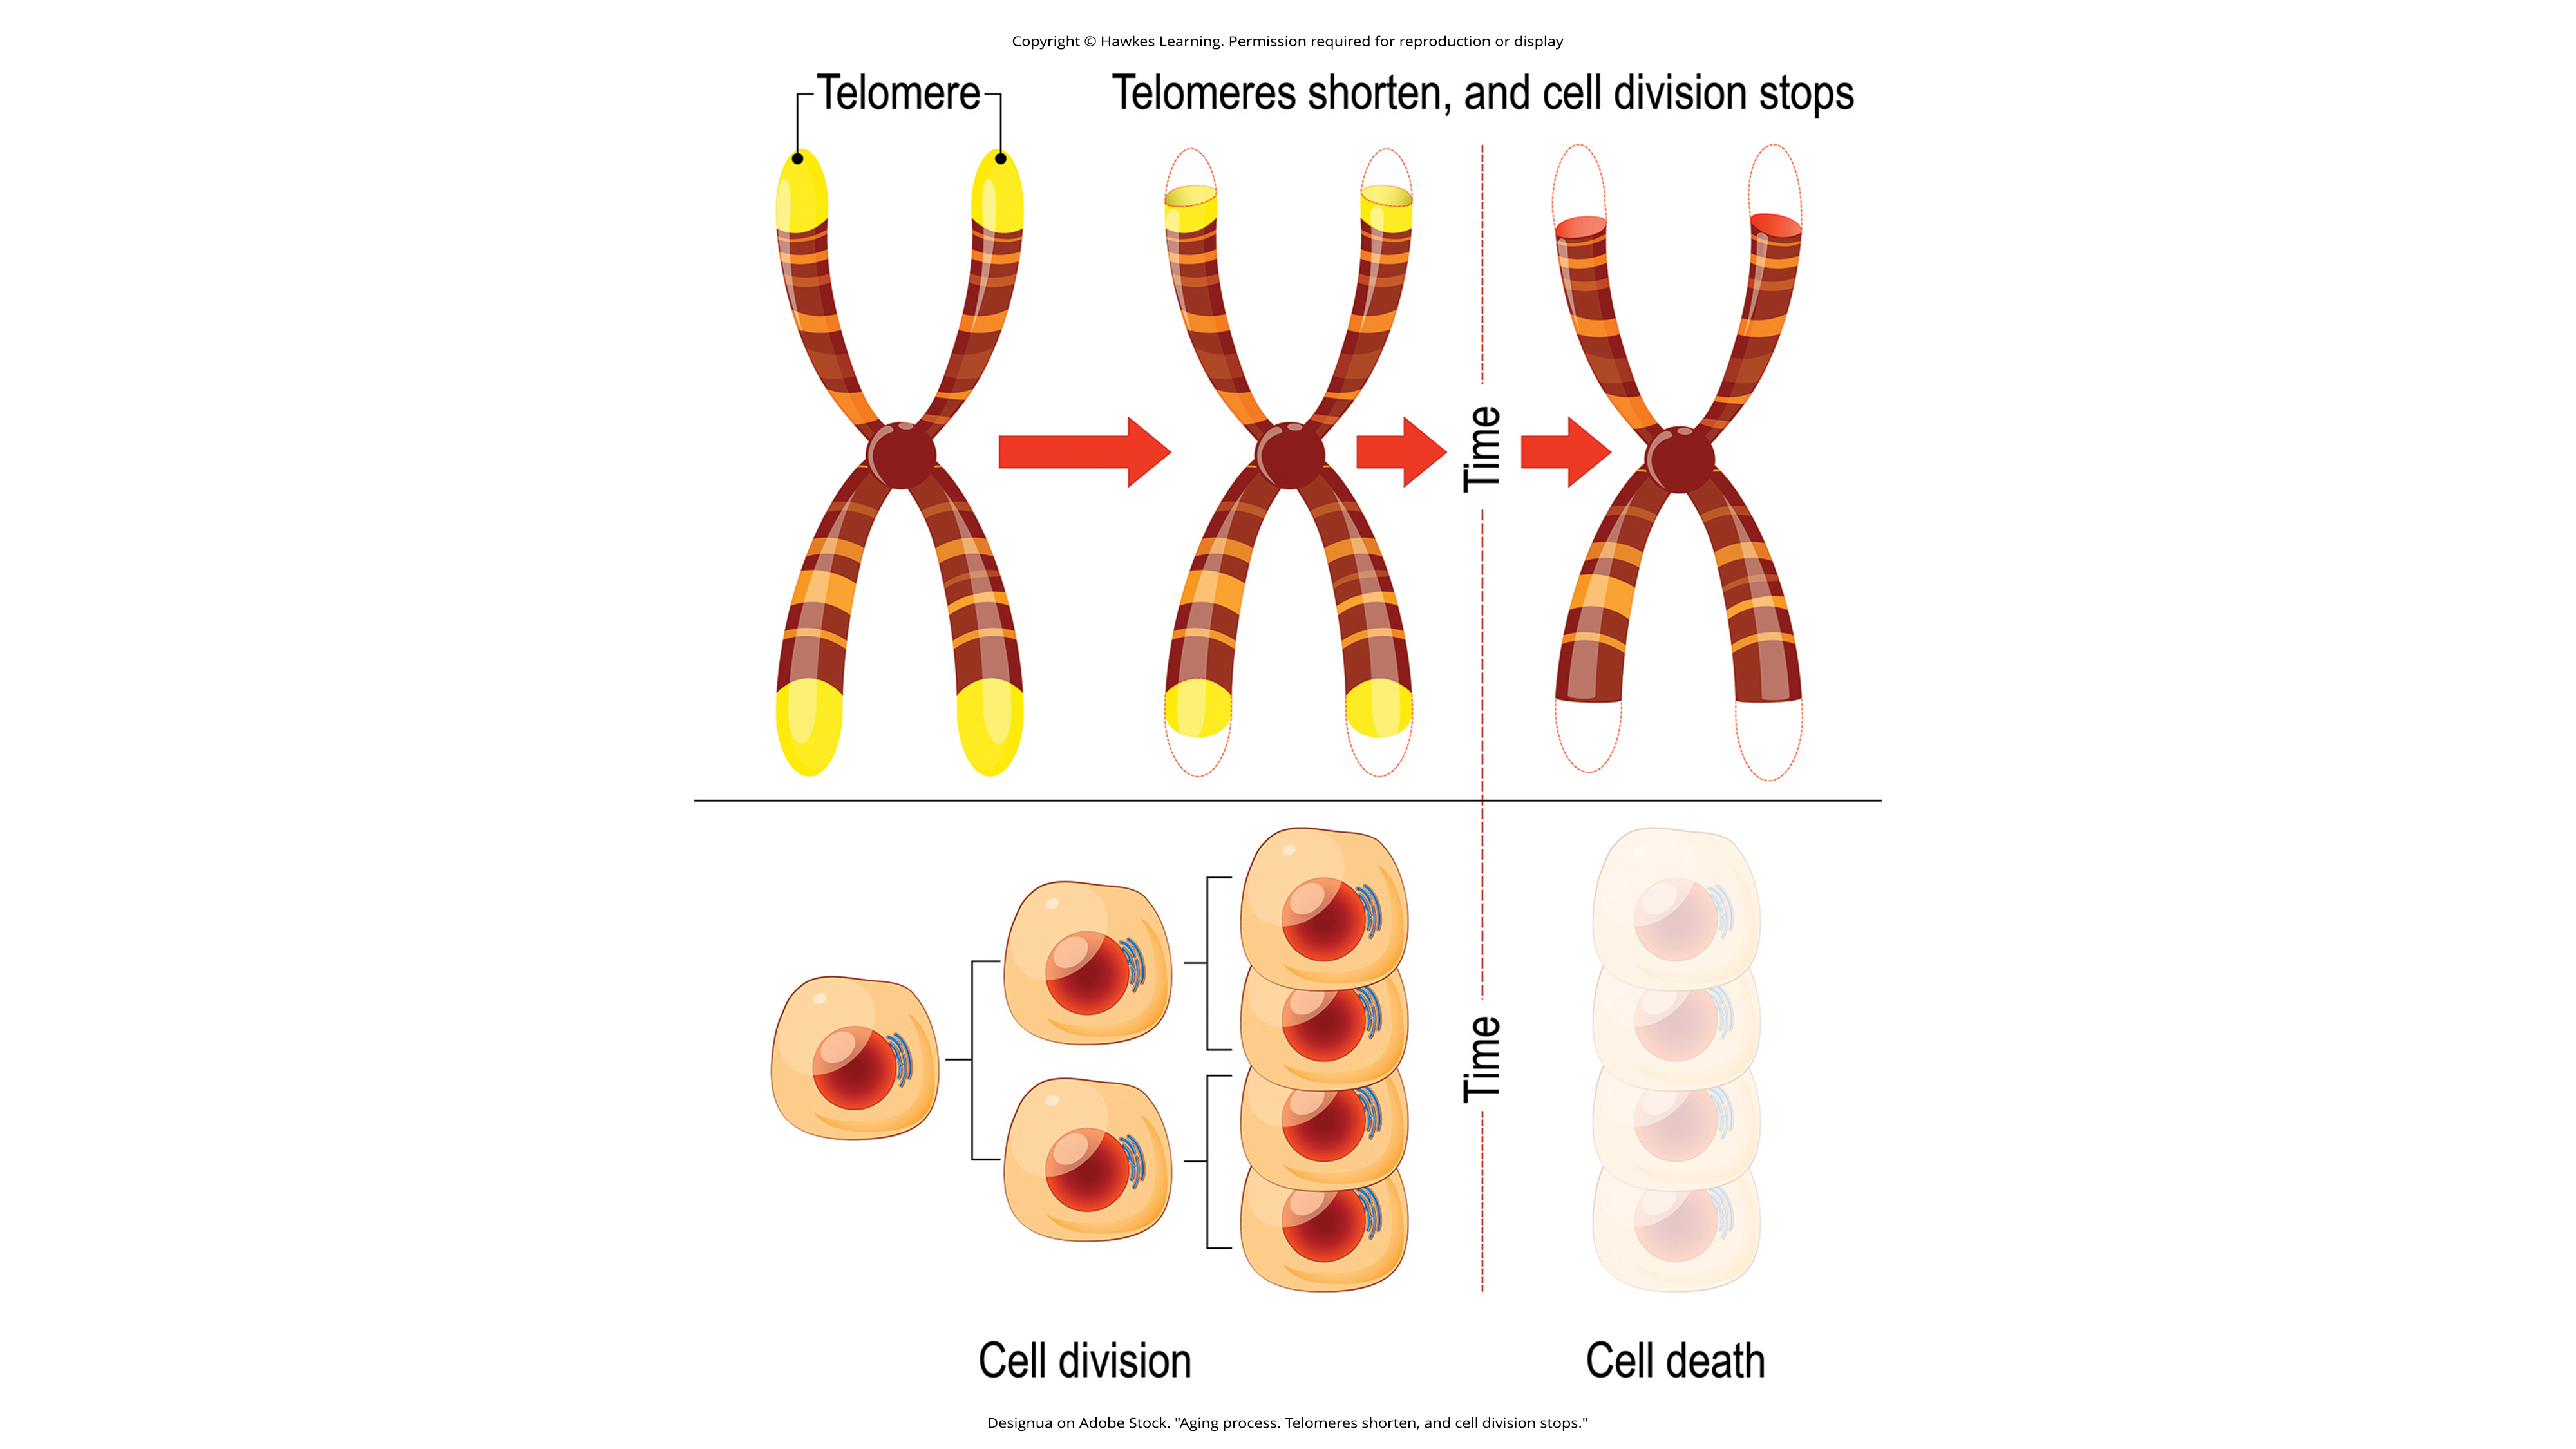 Copyright © Hawkes Learning. Permission required for reproduction or display
Telomere
Telomeres shorten, and cell division stops
Time
Time
Cell division
Cell death
Designua on Adobe Stock. "Aging process. Telomeres shorten, and cell division stops."